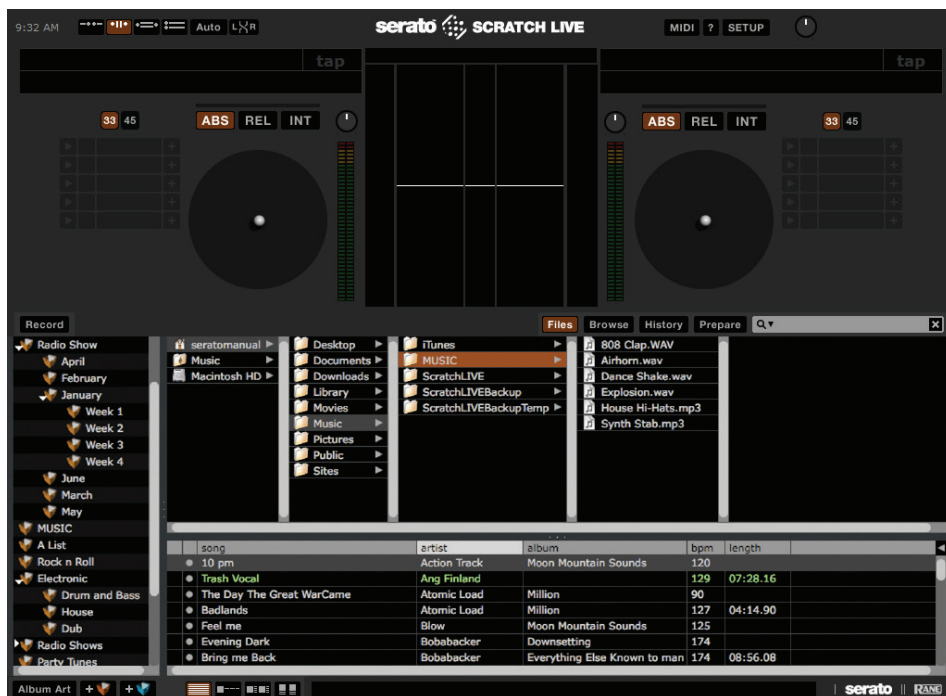 9:32 AM Auto L R serato SCRATCH LIVE MIDI ? SETUP
tap tap
33 45 ABS REL INT ABS REL INT 33 45
Record Files Browse History Prepare
Radio Show
April
February
January
Week 1
Week 2
Week 3
Week 4
June
March
May
MUSIC
A List
Rock n Roll
Electronic
Drum and Bass
House
Dub
Radio Shows
Party Tunes
seratomanual
Music
Macintosh HD
Desktop
Documents
Downloads
Library
Movies
Music
Pictures
Public
Sites
iTunes
MUSIC
ScratchLIVE
ScratchLIVEBackup
ScratchLIVEBackupTemp
808 Clap.WAV
Airhorn.wav
Dance Shake.wav
Explosion.wav
House Hi-Hats.mp3
Synth Stab.mp3
song artist album bpm length
10 pm Action Track Moon Mountain Sounds 120
Trash Vocal Ang Finland 129 07:28.16
The Day The Great WarCame Atomic Load Million 90
Badlands Atomic Load Million 127 04:14.90
Feel me Blow Moon Mountain Sounds 125
Evening Dark Bobabacker Downsetting 174
Bring me Back Bobabacker Everything Else Known to man 174 08:56.08
Album Art + + serato RANE